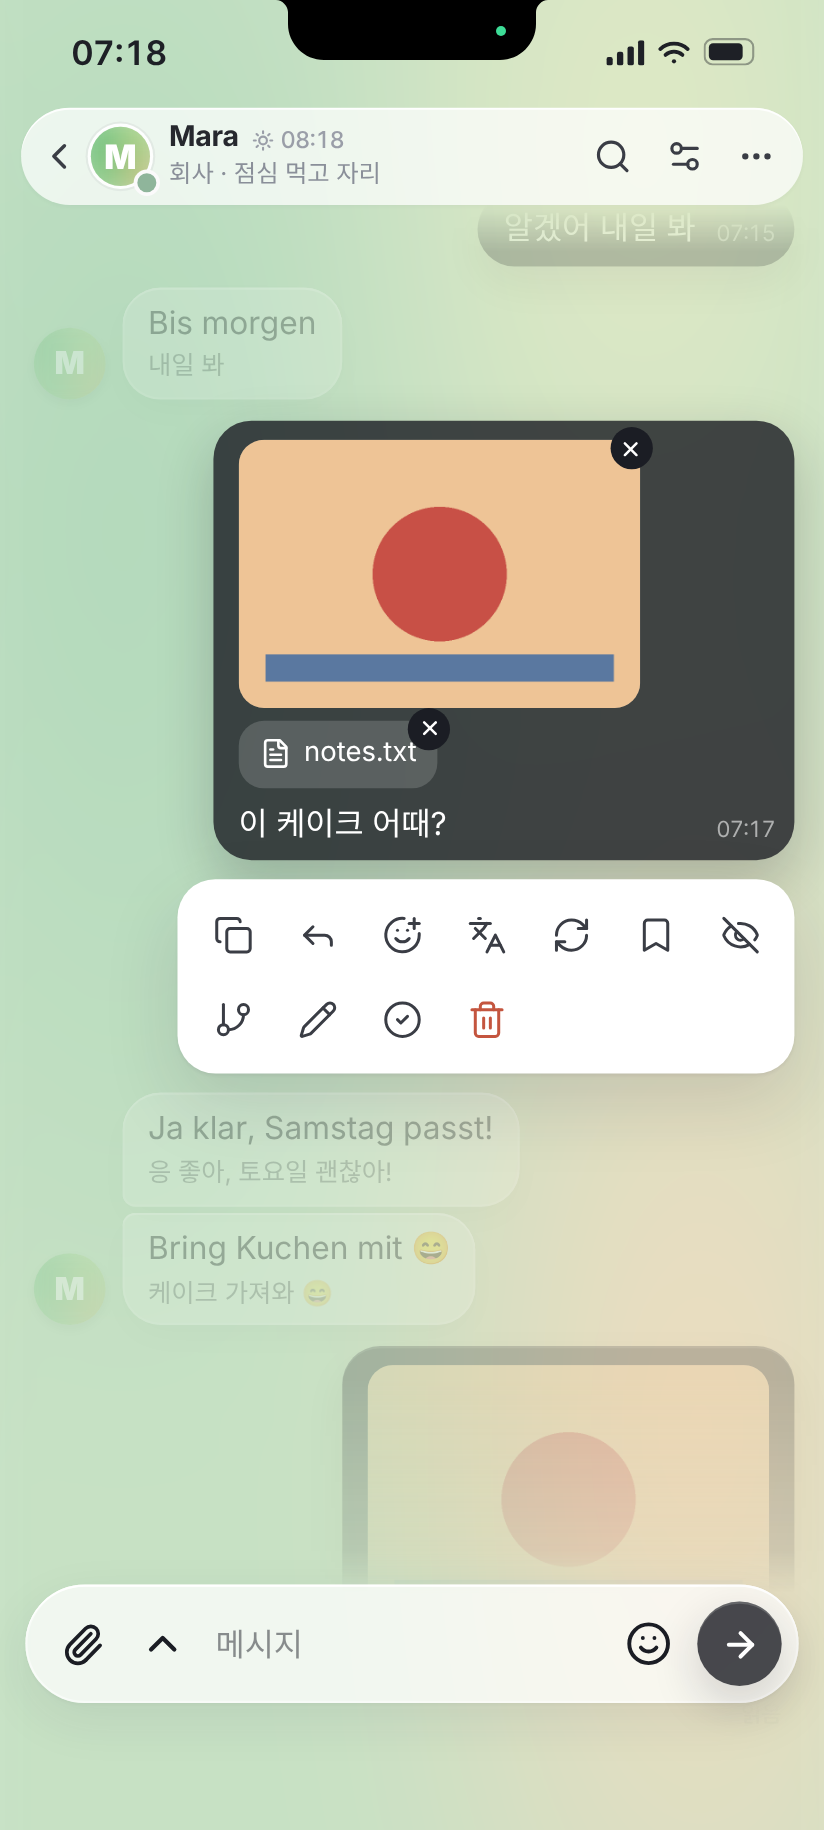 07:18
M
Mara 08:18
회사 · 점심 먹고 자리
알겠어 내일 봐 07:15
Bis morgen
내일 봐
M
notes.txt
이 케이크 어때? 07:17
Ja klar, Samstag passt!
응 좋아, 토요일 괜찮아!
Bring Kuchen mit 😄
케이크 가져와 😄
M
메시지